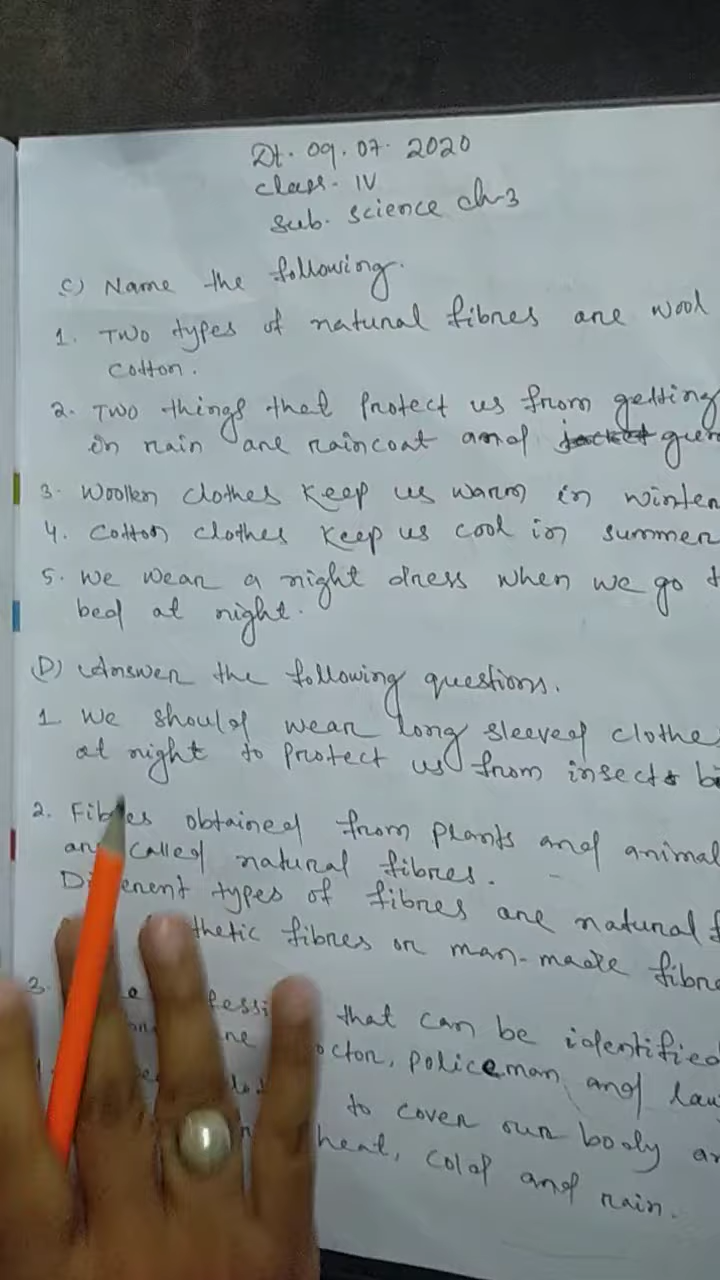 Dt. 09.07.2020
Class. IV
Sub. science ch-3
C) Name the following.
1. Two types of natural fibres are wool
cotton.
2. Two things that Protect us from getting
in rain are raincoat and jacket
3. Woollen clothes keep us warm in winter
4. Cotton clothes keep us cool in summer
5. We wear a night dress when we go
bed at night.
(D) Answer the following questions.
1 We should wear long sleeved clothe
at night to Protect us from insects
2. Fibres obtained from plants and animal
called natural fibres.
types of fibres are natural
fibres or man-made fibre
3. that can be identified
policeman and
to cover our body
heat, cold and rain.